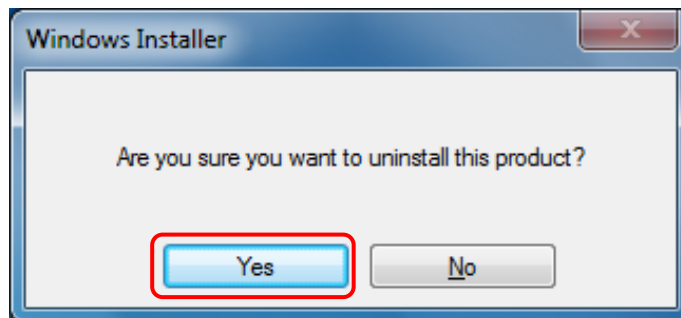 Windows Installer
Are you sure you want to uninstall this product?
Yes
No